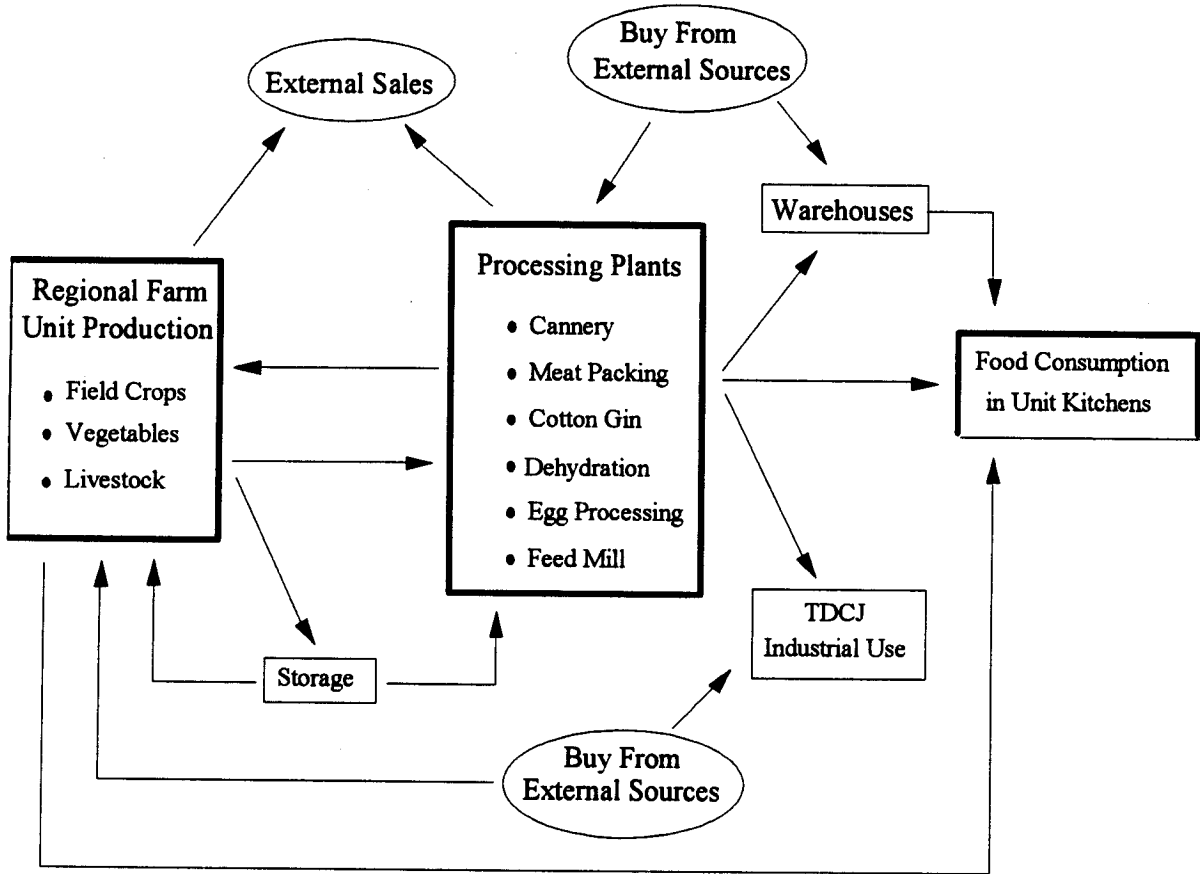 Buy From
External Sources
External Sales
Warehouses
Processing Plants
• Cannery
• Meat Packing
• Cotton Gin
• Dehydration
• Egg Processing
• Feed Mill
Regional Farm
Unit Production
• Field Crops
• Vegetables
• Livestock
Food Consumption
in Unit Kitchens
TDCJ
Industrial Use
Storage
Buy From
External Sources